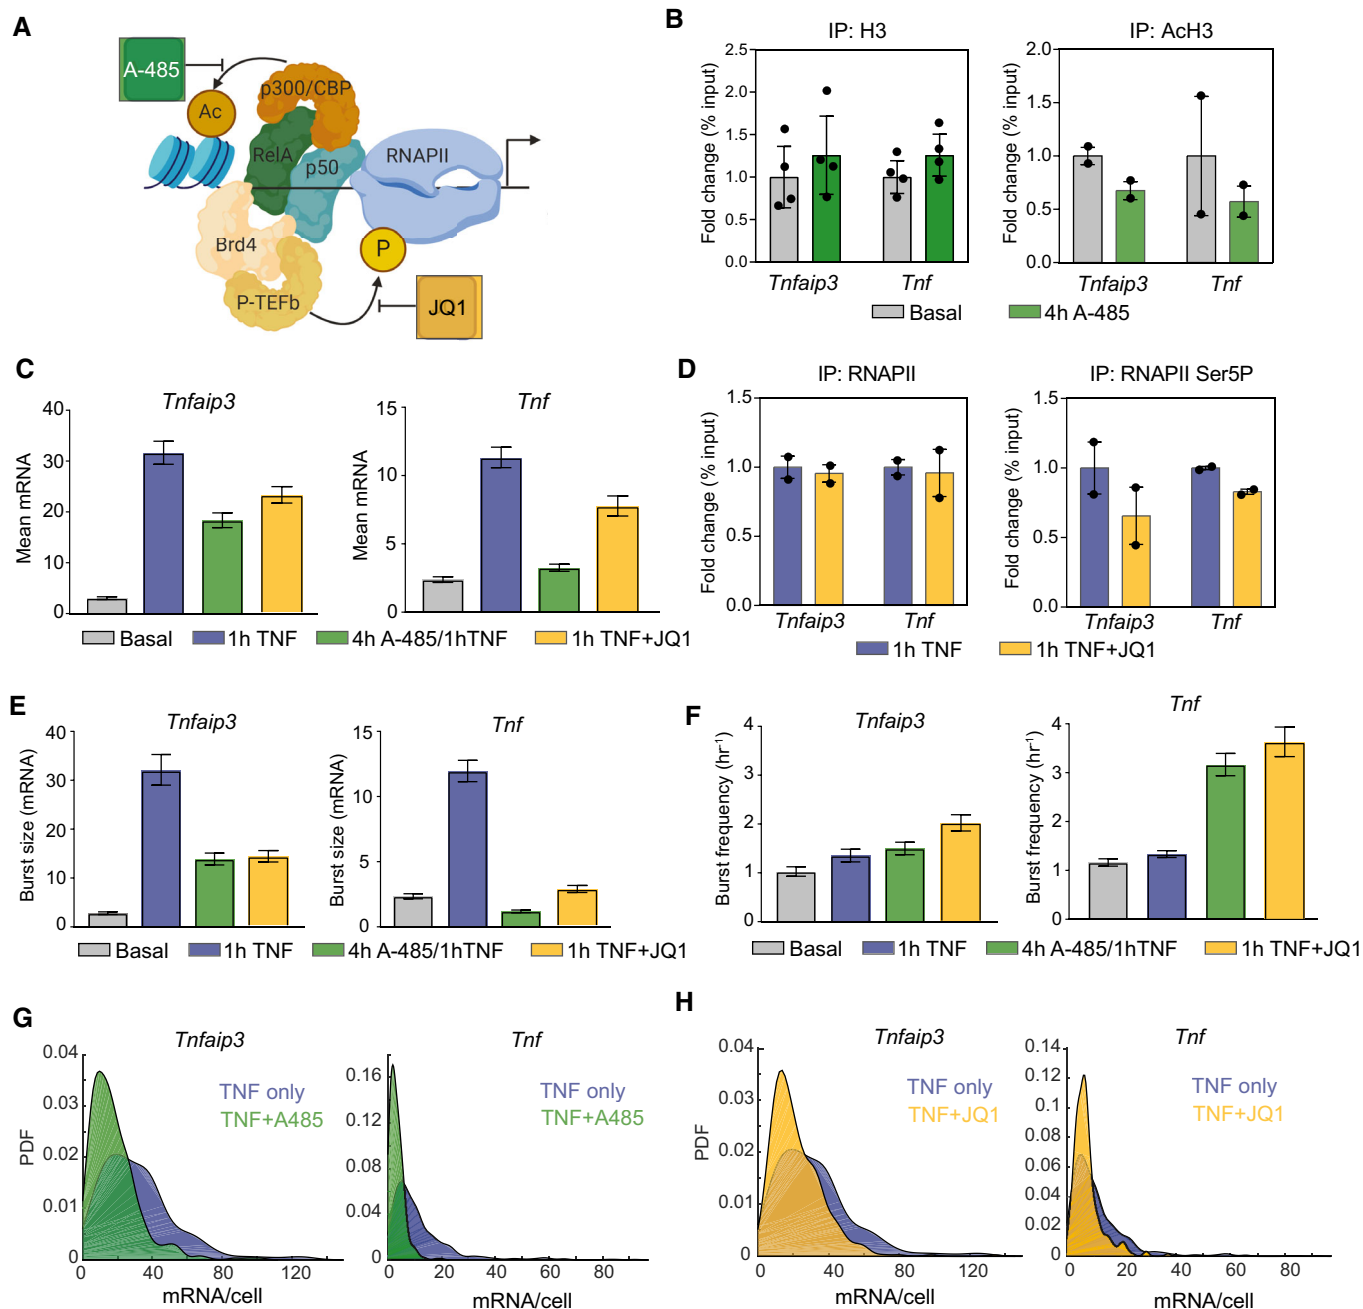 A
A-485
Ac
p300/CBP
RelA
p50
RNAPII
Brd4
P-TEFb
P
JQ1
B
IP: H3
IP: AcH3
Fold change (% input)
2.5
2.0
1.5
1.0
0.5
0.0
Tnfaip3
Tnf
Fold change (% input)
2.0
1.5
1.0
0.5
0.0
Tnfaip3
Tnf
Basal
4h A-485
C
Tnfaip3
Tnf
Mean mRNA
40
30
20
10
0
Mean mRNA
15
10
5
0
Basal
1h TNF
4h A-485/1hTNF
1h TNF+JQ1
D
IP: RNAPII
IP: RNAPII Ser5P
Fold change (% input)
1.5
1.0
0.5
0.0
Tnfaip3
Tnf
Fold change (% input)
1.5
1.0
0.5
0.0
Tnfaip3
Tnf
1h TNF
1h TNF+JQ1
E
Tnfaip3
Tnf
Burst size (mRNA)
40
30
20
10
0
Burst size (mRNA)
15
10
5
0
Basal
1h TNF
4h A-485/1hTNF
1h TNF+JQ1
F
Tnfaip3
Tnf
Burst frequency (hr⁻¹)
4
3
2
1
0
Burst frequency (hr⁻¹)
4
3
2
1
0
Basal
1h TNF
4h A-485/1hTNF
1h TNF+JQ1
G
Tnfaip3
Tnf
PDF
0.04
0.03
0.02
0.01
0
TNF only
TNF+A485
0 40 80 120
mRNA/cell
0.16
0.12
0.08
0.04
0
TNF only
TNF+A485
0 20 40 60 80
mRNA/cell
H
Tnfaip3
Tnf
PDF
0.04
0.03
0.02
0.01
0
TNF only
TNF+JQ1
0 40 80 120
mRNA/cell
0.14
0.12
0.1
0.08
0.06
0.04
0.02
0
TNF only
TNF+JQ1
0 20 40 60 80
mRNA/cell